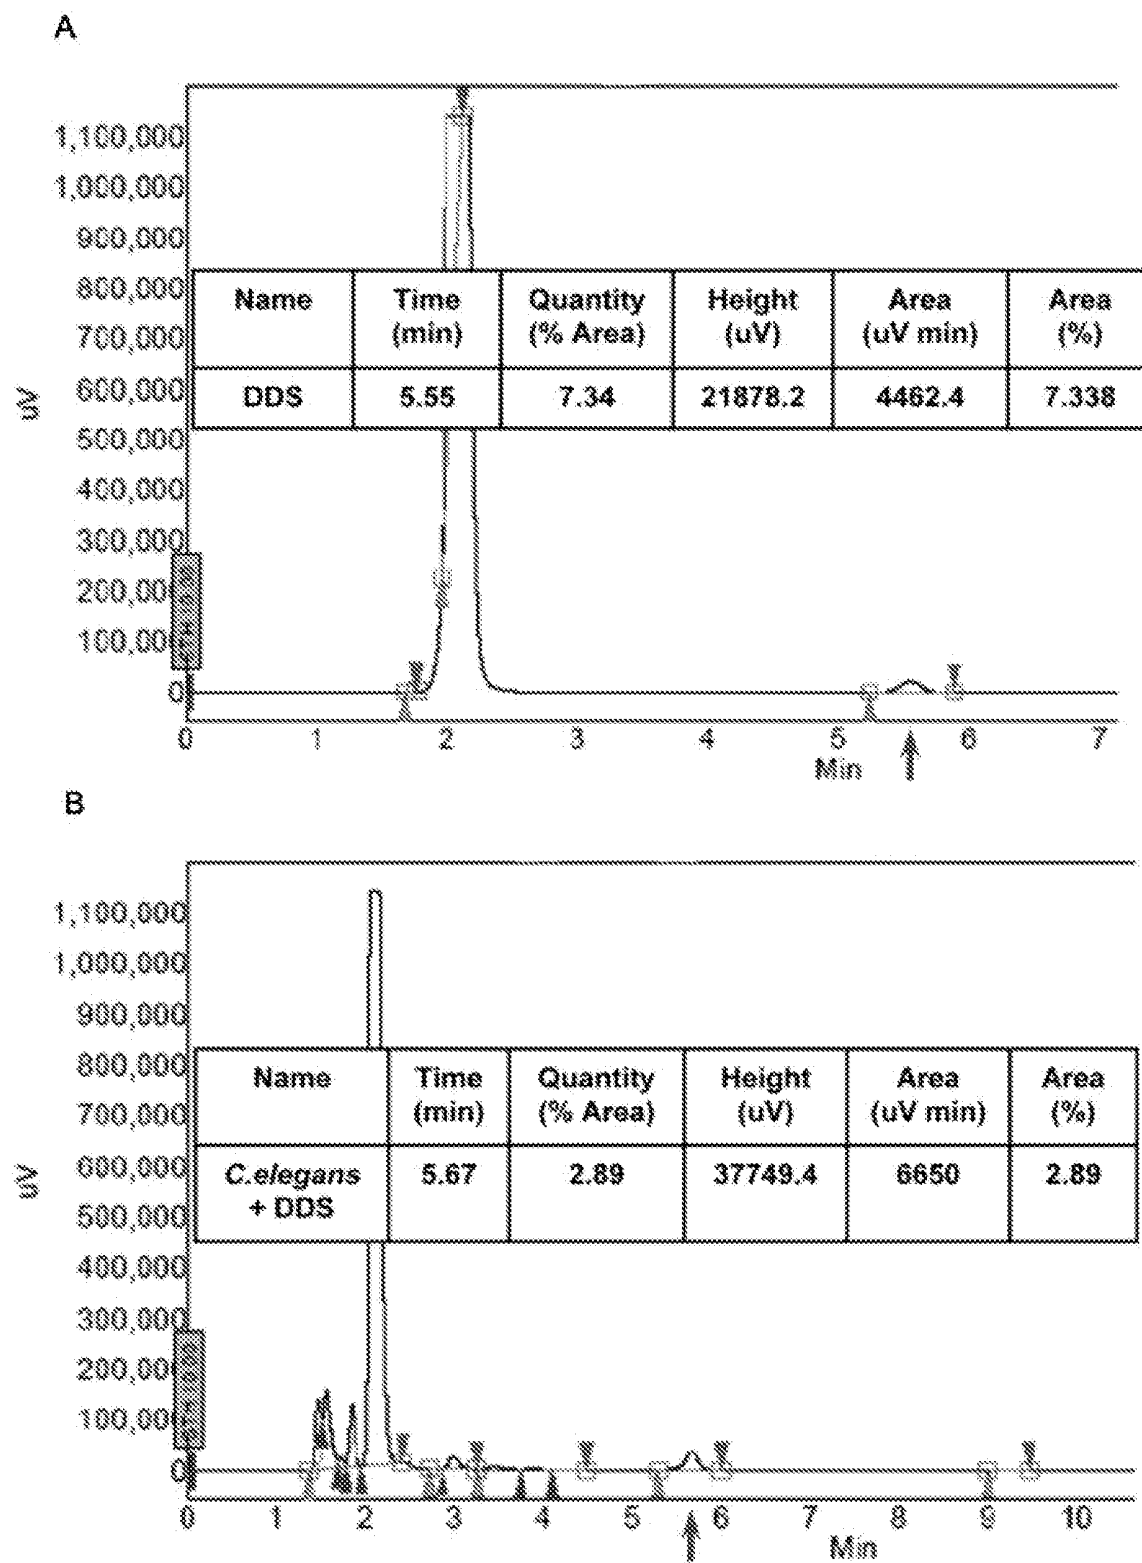 A
1,100,000
1,000,000
900,000
800,000
700,000
600,000
500,000
400,000
300,000
200,000
100,000
0
uV
Name Time (min) Quantity (% Area) Height (uV) Area (uV min) Area (%)
DDS 5.55 7.34 21878.2 4462.4 7.338
0 1 2 3 4 5 6 7
Min
B
1,100,000
1,000,000
900,000
800,000
700,000
600,000
500,000
400,000
300,000
200,000
100,000
0
uV
Name Time (min) Quantity (% Area) Height (uV) Area (uV min) Area (%)
C.elegans + DDS 5.67 2.89 37749.4 6650 2.89
0 1 2 3 4 5 6 7 8 9 10
Min